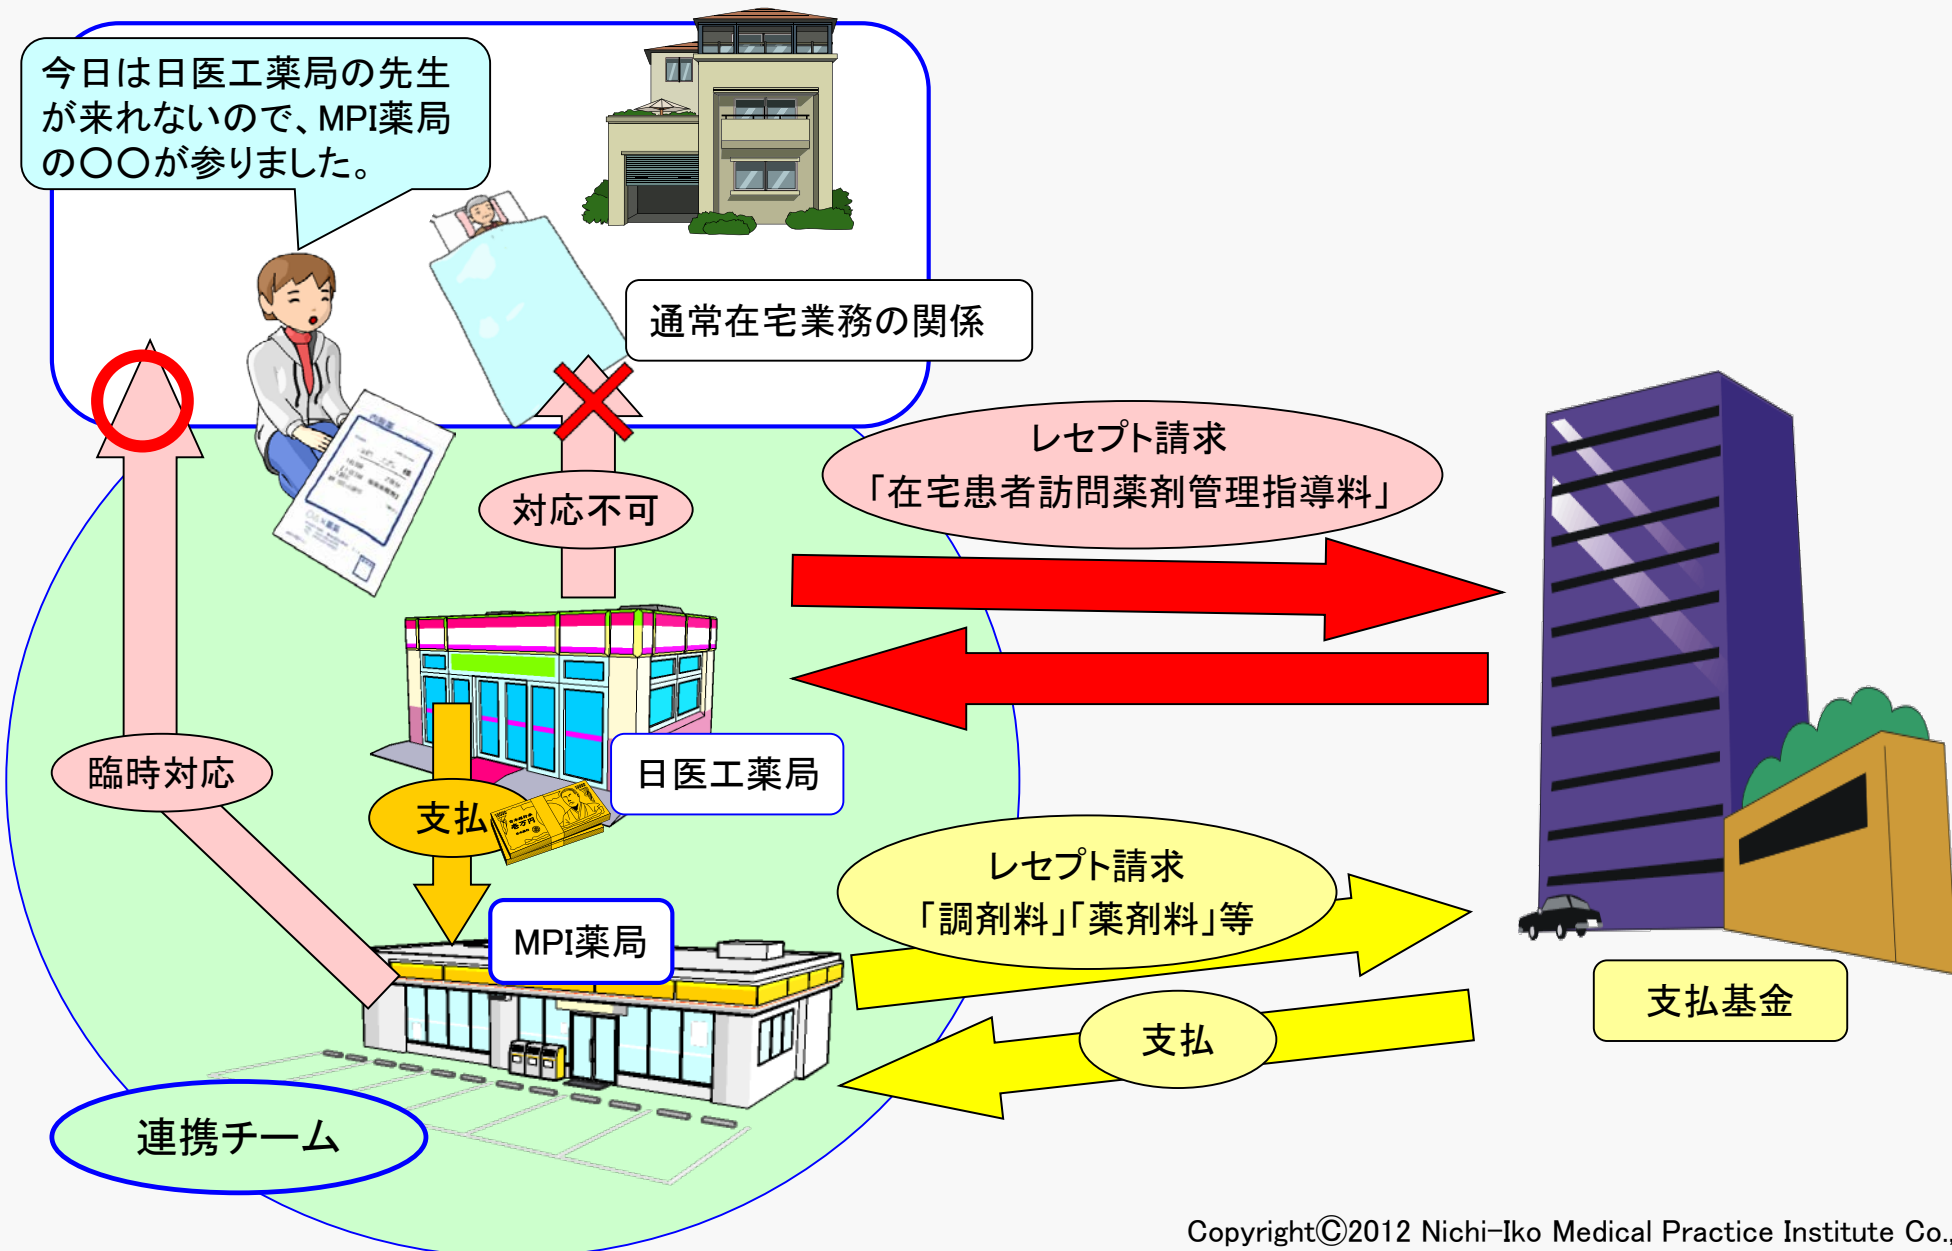 今日は日医工薬局の先生
が来れないので、MPI薬局
の〇〇が参りました。
通常在宅業務の関係
対応不可
レセプト請求
「在宅患者訪問薬剤管理指導料」
臨時対応
日医工薬局
支払
レセプト請求
「調剤料」「薬剤料」等
MPI薬局
支払
支払基金
連携チーム
CopyrightⒸ2012 Nichi-Iko Medical Practice Institute Co.,